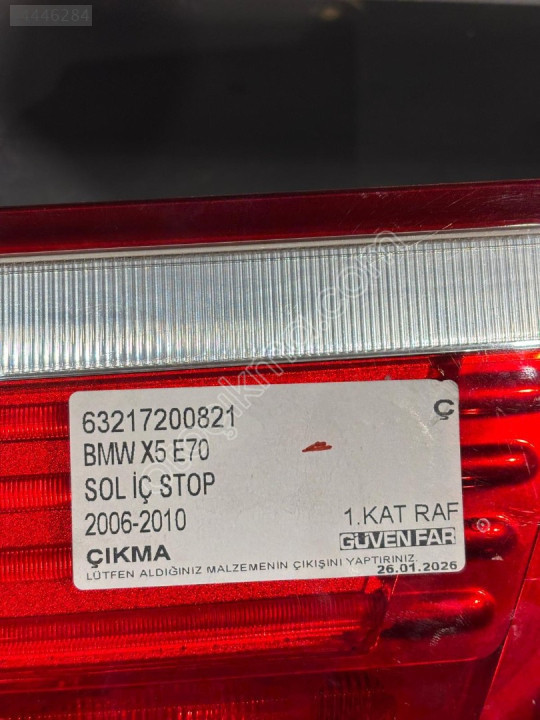 4446284
63217200821
Ç
BMW X5 E70
SOL İÇ STOP
2006-2010
1.KAT RAF
ÇIKMA
GÜVEN FAR
LÜTFEN ALDIĞINIZ MALZEMENİN ÇIKIŞINI YAPTIRINIZ.
26.01.2026